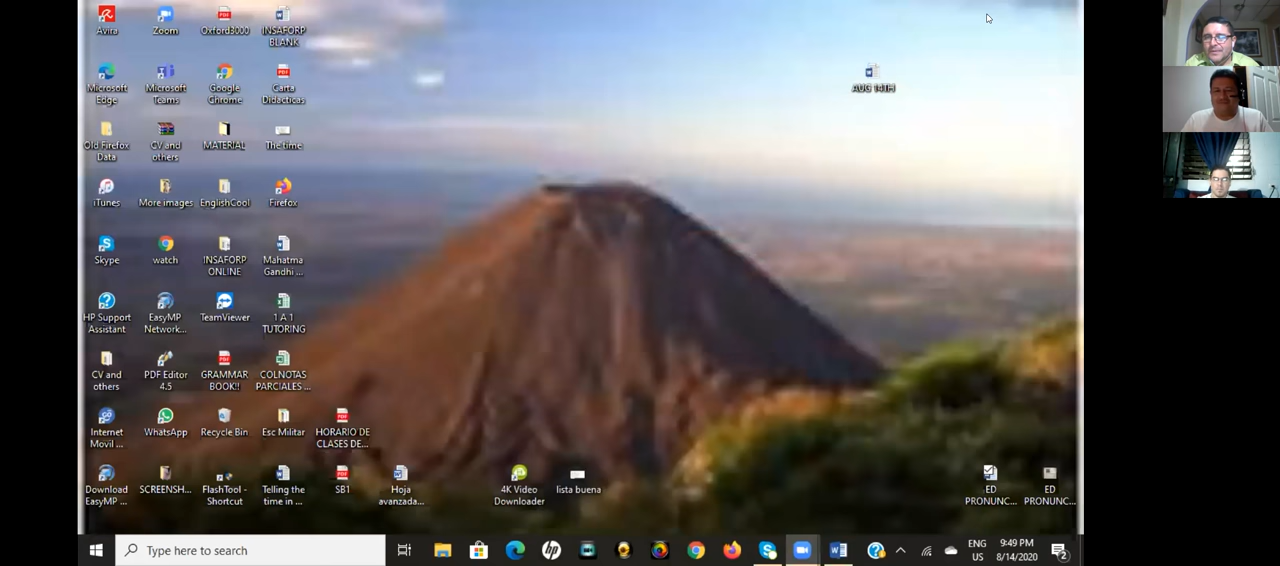 Avira
Zoom
Oxford3000
INSAFORP
BLANK
AUG 14TH
Microsoft
Edge
Microsoft
Teams
Google
Chrome
Carta
Didacticas
Old Firefox
Data
CV and
others
MATERIAL
The time
iTunes
More images
EnglishCool
Firefox
Skype
watch
INSAFORP
ONLINE
Mahatma
Gandhi ...
HP Support
Assistant
EasyMP
Network...
TeamViewer
1 A 1
TUTORING
CV and
others
PDF Editor
4.5
GRAMMAR
BOOK!!
COLNOTAS
PARCIALES ...
Internet
Movil ...
WhatsApp
Recycle Bin
Esc Militar
HORARIO DE
CLASES DE...
Download
EasyMP ...
SCREENSH...
FlashTool -
Shortcut
Telling the
time in ...
SB1
Hoja
avanzada...
4K Video
Downloader
lista buena
ED
PRONUNC...
ED
PRONUNC...
Type here to search
ENG
US
9:49 PM
8/14/2020
2